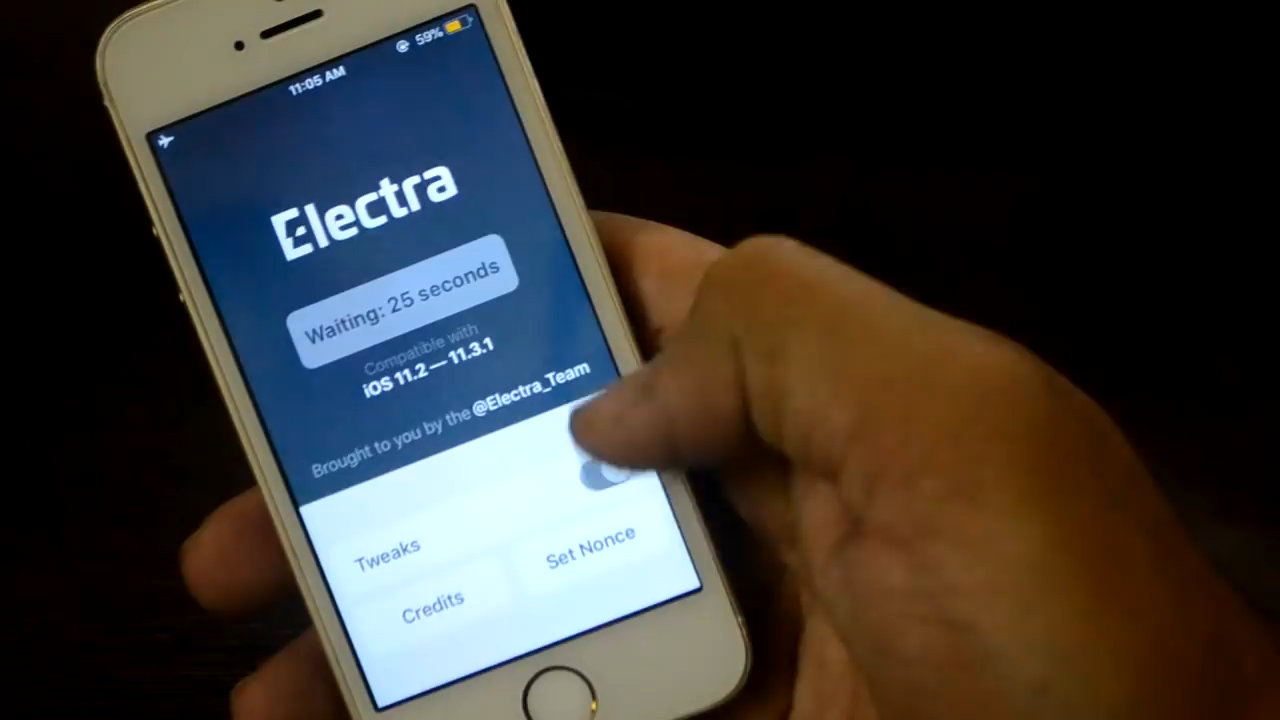 59%
11:05 AM
Electra
Waiting: 25 seconds
Compatible with
iOS 11.2 — 11.3.1
Brought to you by the @Electra_Team
Tweaks
Set Nonce
Credits